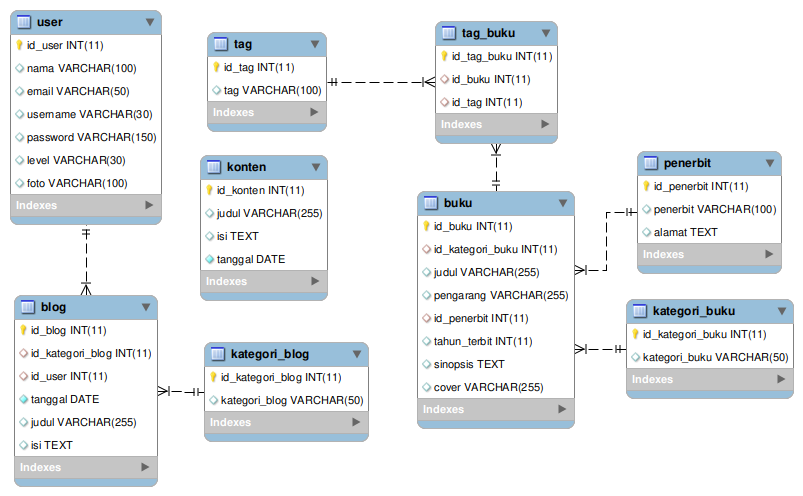 user
id_user INT(11)
nama VARCHAR(100)
email VARCHAR(50)
username VARCHAR(30)
password VARCHAR(150)
level VARCHAR(30)
foto VARCHAR(100)
Indexes
tag
id_tag INT(11)
tag VARCHAR(100)
Indexes
tag_buku
id_tag_buku INT(11)
id_buku INT(11)
id_tag INT(11)
Indexes
konten
id_konten INT(11)
judul VARCHAR(255)
isi TEXT
tanggal DATE
Indexes
penerbit
id_penerbit INT(11)
penerbit VARCHAR(100)
alamat TEXT
Indexes
buku
id_buku INT(11)
id_kategori_buku INT(11)
judul VARCHAR(255)
pengarang VARCHAR(255)
id_penerbit INT(11)
tahun_terbit INT(11)
sinopsis TEXT
cover VARCHAR(255)
Indexes
blog
id_blog INT(11)
id_kategori_blog INT(11)
id_user INT(11)
tanggal DATE
judul VARCHAR(255)
isi TEXT
Indexes
kategori_blog
id_kategori_blog INT(11)
kategori_blog VARCHAR(50)
Indexes
kategori_buku
id_kategori_buku INT(11)
kategori_buku VARCHAR(50)
Indexes